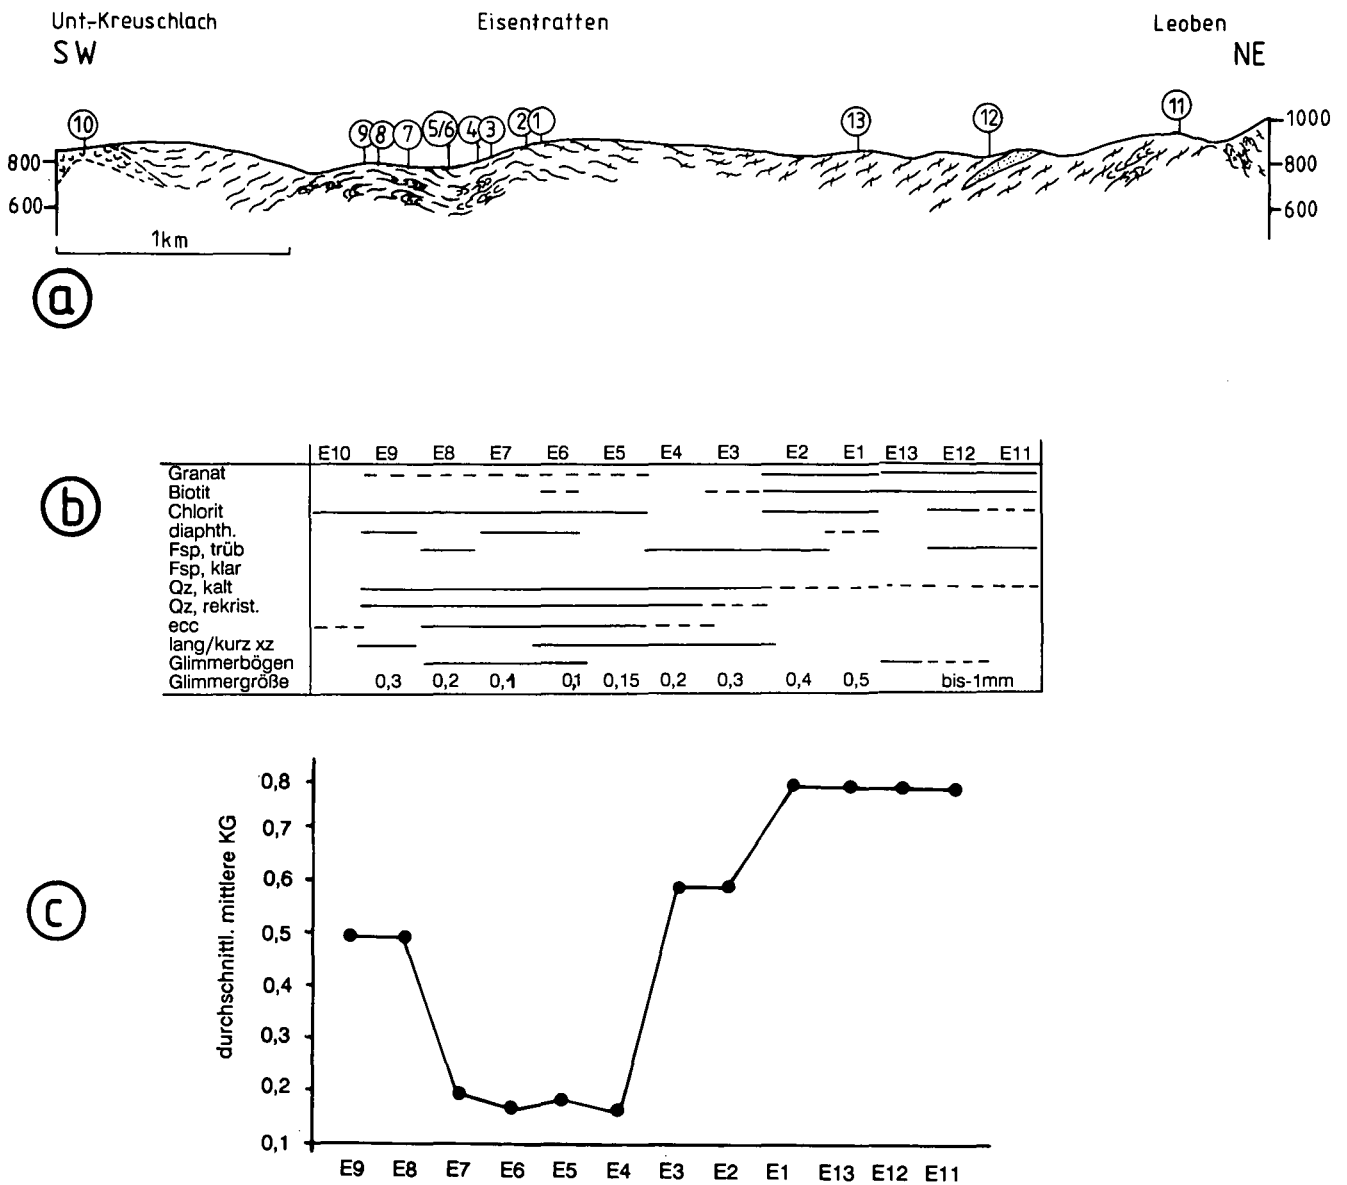 Unt.-Kreuschlach Eisentratten Leoben
SW NE
10 9 8 7 5/6 4 3 2 1 13 12 11
1000
800 800
600 600
1km
a
b
E10 E9 E8 E7 E6 E5 E4 E3 E2 E1 E13 E12 E11
Granat
Biotit
Chlorit
diaphth.
Fsp, trüb
Fsp, klar
Qz, kalt
Qz, rekrist.
ecc
lang/kurz xz
Glimmerbögen
Glimmergröße 0,3 0,2 0,1 0,1 0,15 0,2 0,3 0,4 0,5 bis-1mm
c
durchschnittl. mittlere KG
0,8
0,7
0,6
0,5
0,4
0,3
0,2
0,1
E9 E8 E7 E6 E5 E4 E3 E2 E1 E13 E12 E11